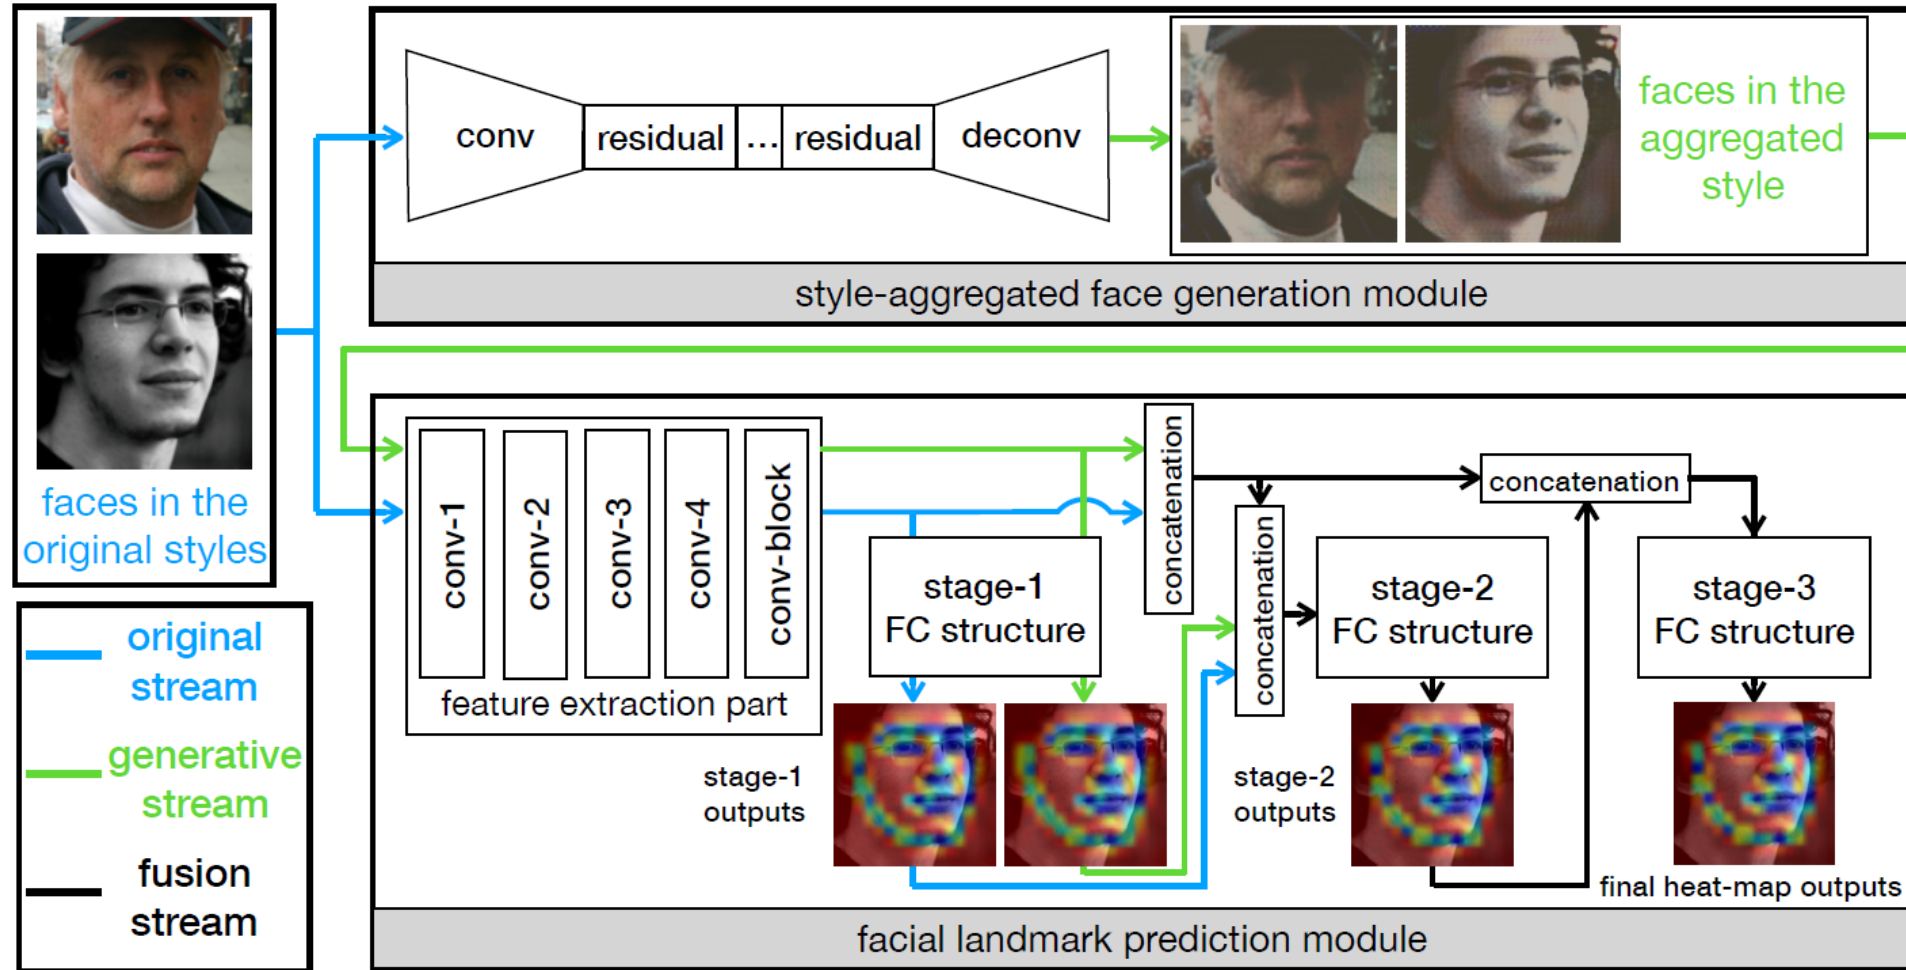 conv
residual
...
residual
deconv
faces in the
aggregated
style
style-aggregated face generation module
faces in the
original styles
original
stream
generative
stream
fusion
stream
conv-1
conv-2
conv-3
conv-4
conv-block
feature extraction part
stage-1
FC structure
concatenation
concatenation
stage-2
FC structure
concatenation
stage-3
FC structure
stage-1
outputs
stage-2
outputs
final heat-map outputs
facial landmark prediction module